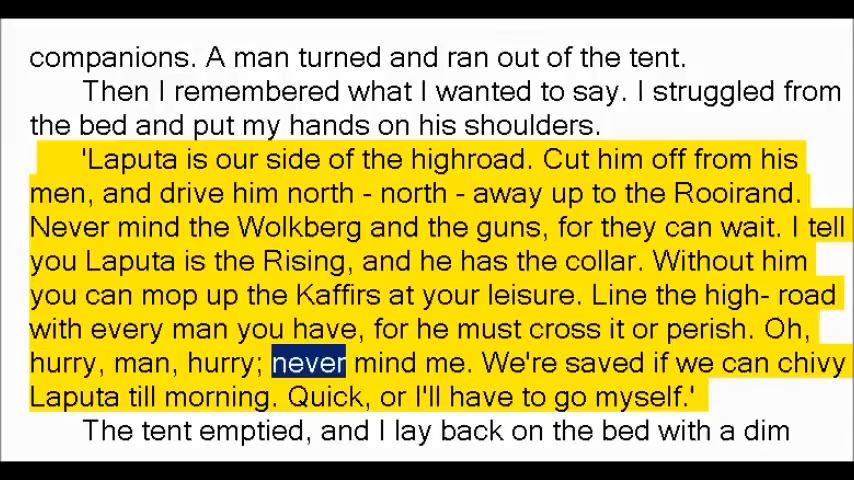 companions. A man turned and ran out of the tent.
Then I remembered what I wanted to say. I struggled from
the bed and put my hands on his shoulders.
'Laputa is our side of the highroad. Cut him off from his
men, and drive him north - north - away up to the Rooirand.
Never mind the Wolkberg and the guns, for they can wait. I tell
you Laputa is the Rising, and he has the collar. Without him
you can mop up the Kaffirs at your leisure. Line the high- road
with every man you have, for he must cross it or perish. Oh,
hurry, man, hurry; never mind me. We're saved if we can chivy
Laputa till morning. Quick, or I'll have to go myself.'
The tent emptied, and I lay back on the bed with a dim